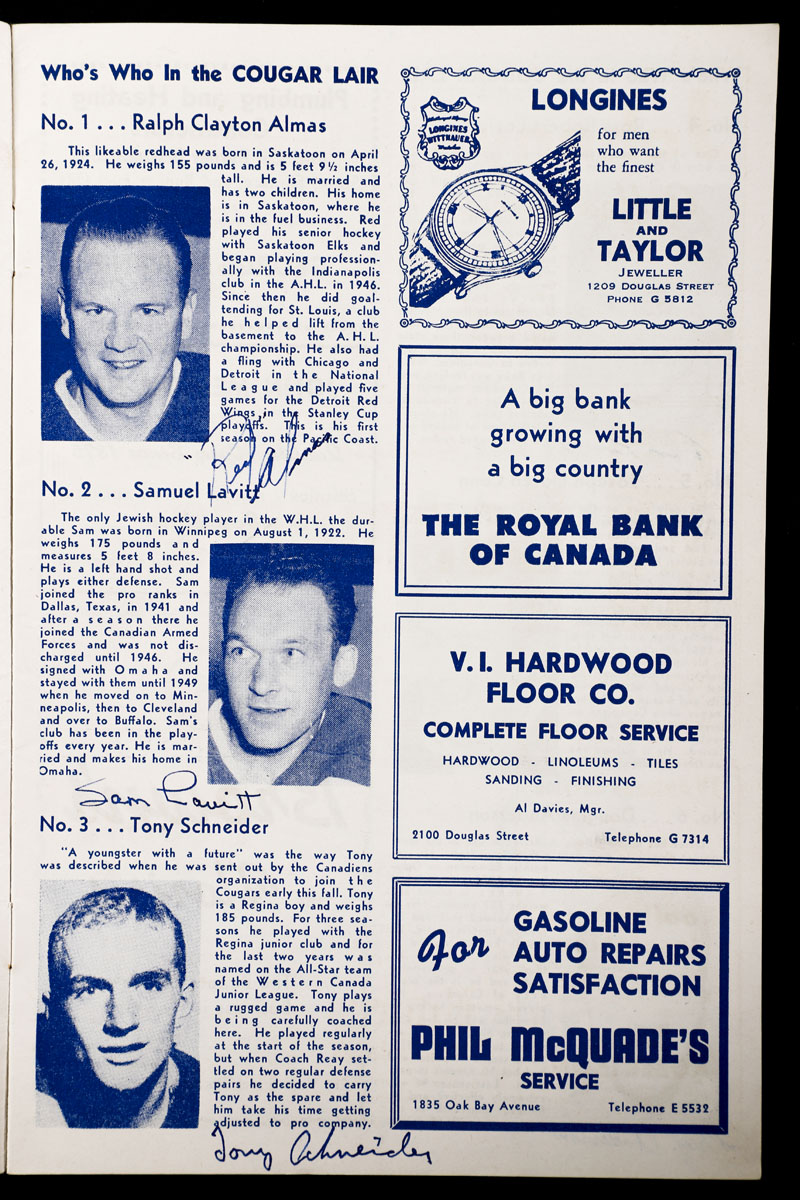 Who's Who In the COUGAR LAIR
No. 1 . . . Ralph Clayton Almas
This likeable redhead was born in Saskatoon on April
26, 1924. He weighs 155 pounds and is 5 feet 9½ inches
tall. He is married and
has two children. His home
is in Saskatoon, where he
is in the fuel business. Red
played his senior hockey
with Saskatoon Elks and
began playing profession-
ally with the Indianapolis
club in the A.H.L. in 1946.
Since then he did goal-
tending for St. Louis, a club
he helped lift from the
basement to the A. H. L.
championship. He also had
a fling with Chicago and
Detroit in the National
League and played five
games for the Detroit Red
Wings in the Stanley Cup
playoffs. This is his first
season on the Pacific Coast.
"Red" Almas
No. 2 . . . Samuel Lavitt
The only Jewish hockey player in the W.H.L. the dur-
able Sam was born in Winnipeg on August 1, 1922. He
weighs 175 pounds and
measures 5 feet 8 inches.
He is a left hand shot and
plays either defense. Sam
joined the pro ranks in
Dallas, Texas, in 1941 and
after a season there he
joined the Canadian Armed
Forces and was not dis-
charged until 1946. He
signed with Omaha and
stayed with them until 1949
when he moved on to Min-
neapolis, then to Cleveland
and over to Buffalo. Sam's
club has been in the play-
offs every year. He is mar-
ried and makes his home in
Omaha.
Sam Lavitt
No. 3 . . . Tony Schneider
"A youngster with a future" was the way Tony
was described when he was sent out by the Canadiens
organization to join the
Cougars early this fall. Tony
is a Regina boy and weighs
185 pounds. For three sea-
sons he played with the
Regina junior club and for
the last two years was
named on the All-Star team
of the Western Canada
Junior League. Tony plays
a rugged game and he is
being carefully coached
here. He played regularly
at the start of the season,
but when Coach Reay set-
tled on two regular defense
pairs he decided to carry
Tony as the spare and let
him take his time getting
adjusted to pro company.
Tony Schneider
LONGINES
LONGINES
WITTNAUER
Watches
for men
who want
the finest
LITTLE
AND
TAYLOR
JEWELLER
1209 DOUGLAS STREET
PHONE G 5812
A big bank
growing with
a big country
THE ROYAL BANK
OF CANADA
V. I. HARDWOOD
FLOOR CO.
COMPLETE FLOOR SERVICE
HARDWOOD - LINOLEUMS - TILES
SANDING - FINISHING
Al Davies, Mgr.
2100 Douglas Street Telephone G 7314
For
GASOLINE
AUTO REPAIRS
SATISFACTION
PHIL McQUADE'S
SERVICE
1835 Oak Bay Avenue Telephone E 5532